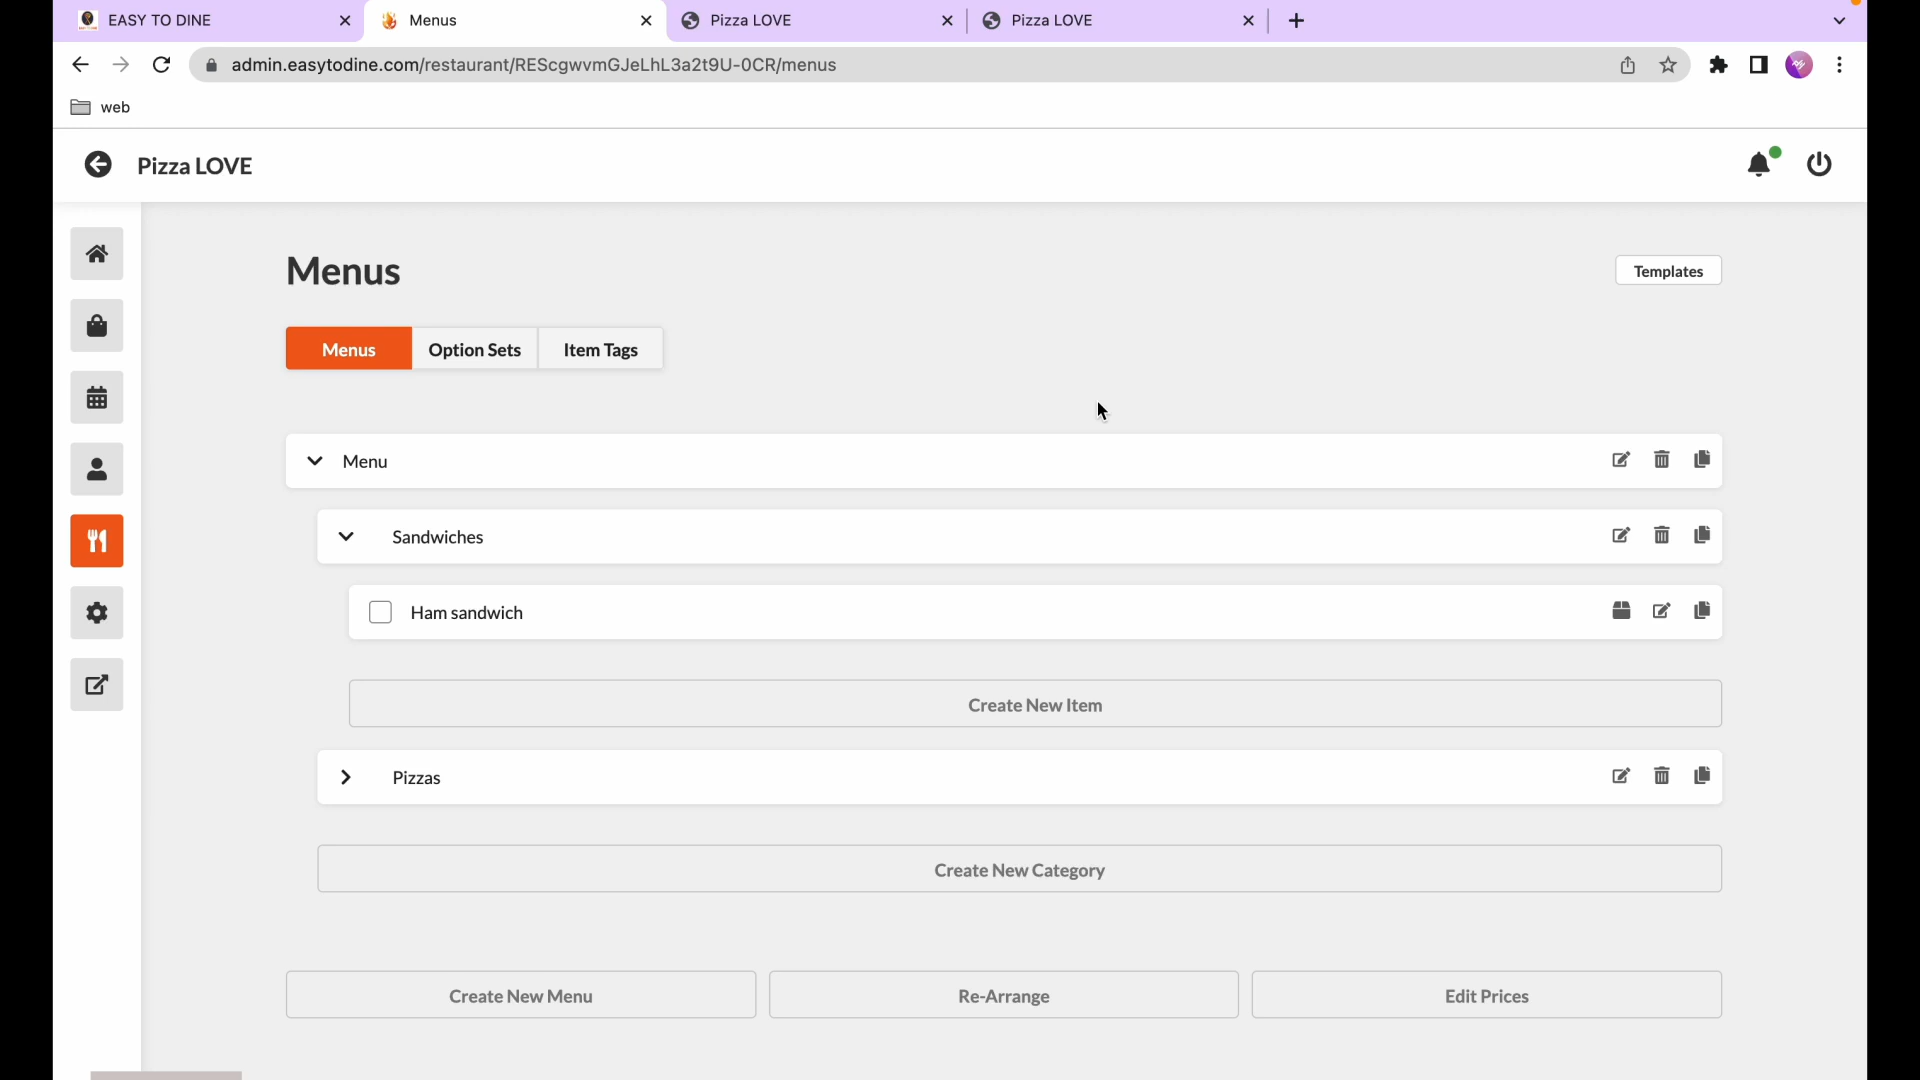 EASY TO DINE
Menus
Pizza LOVE
Pizza LOVE
admin.easytodine.com/restaurant/REScgwvmGJeLhL3a2t9U-0CR/menus
web
Pizza LOVE
Menus
Templates
Menus
Option Sets
Item Tags
Menu
Sandwiches
Ham sandwich
Create New Item
Pizzas
Create New Category
Create New Menu
Re-Arrange
Edit Prices